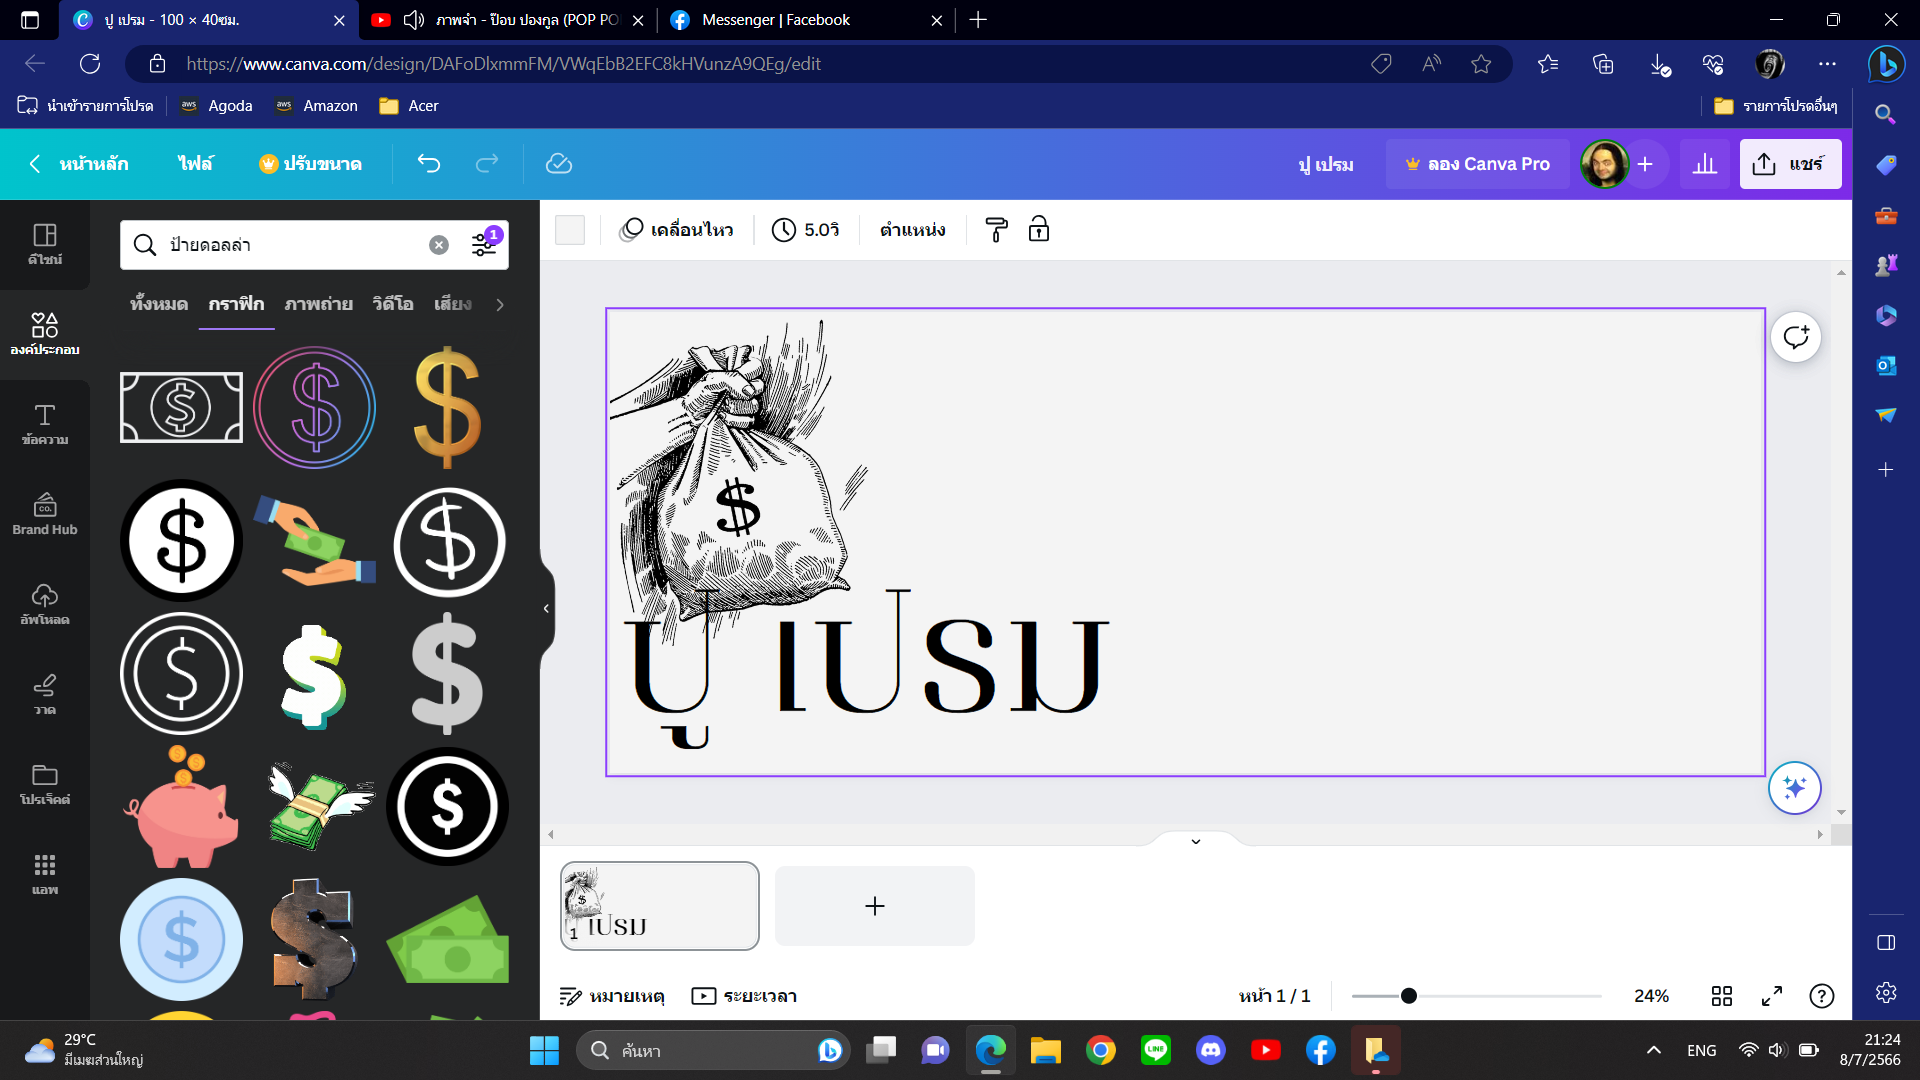 ปู เปรม - 100 × 40ซม.
ภาพจำ - ป๊อบ ปองกูล (POP PO
Messenger | Facebook
https://www.canva.com/design/DAFoDlxmmFM/VWqEbB2EFC8kHVunzA9QEg/edit
นำเข้ารายการโปรด
aws Agoda
aws Amazon
Acer
รายการโปรดอื่นๆ
หน้าหลัก
ไฟล์
ปรับขนาด
ปู เปรม
ลอง Canva Pro
แชร์
ดีไซน์
องค์ประกอบ
ข้อความ
CO.
Brand Hub
อัพโหลด
วาด
โปรเจ็คต์
แอพ
ป้ายดอลล่า
1
ทั้งหมด กราฟิก ภาพถ่าย วิดีโอ เสียง
เคลื่อนไหว
5.0วิ
ตำแหน่ง
$
ปู เปรม
1
หมายเหตุ
ระยะเวลา
หน้า 1 / 1
24%
29°C
มีเมฆส่วนใหญ่
ค้นหา
LINE
ENG
21:24
8/7/2566